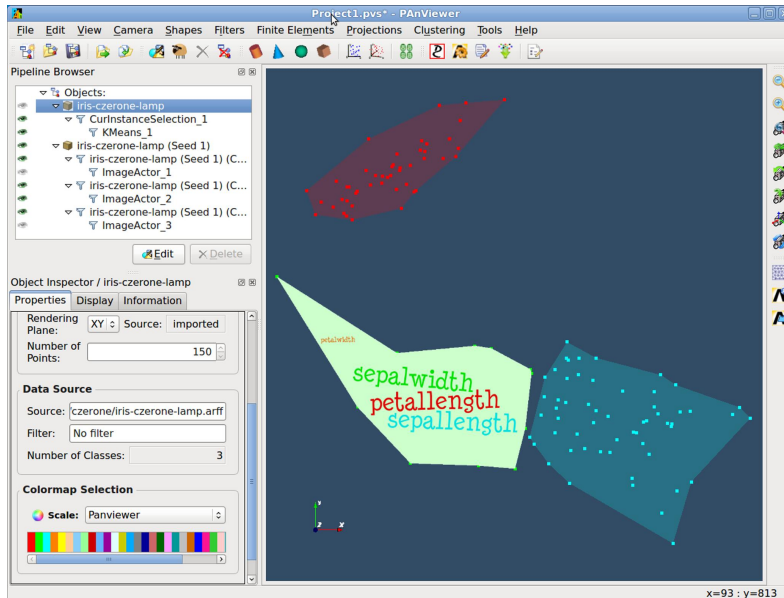 Project1.pvs* - PAnViewer
File Edit View Camera Shapes Filters Finite Elements Projections Clustering Tools Help
Pipeline Browser
Objects:
iris-czerone-lamp
CurInstanceSelection_1
KMeans_1
iris-czerone-lamp (Seed 1)
iris-czerone-lamp (Seed 1) (C...
ImageActor_1
iris-czerone-lamp (Seed 1) (C...
ImageActor_2
iris-czerone-lamp (Seed 1) (C...
ImageActor_3
Edit Delete
Object Inspector / iris-czerone-lamp
Properties Display Information
Rendering Plane: XY Source: imported
Number of Points: 150
Data Source
Source: 'czerone/iris-czerone-lamp.arff
Filter: No filter
Number of Classes: 3
Colormap Selection
Scale: Panviewer
petalwidth
sepalwidth
petallength
sepallength
y
z x
x=93 : y=813